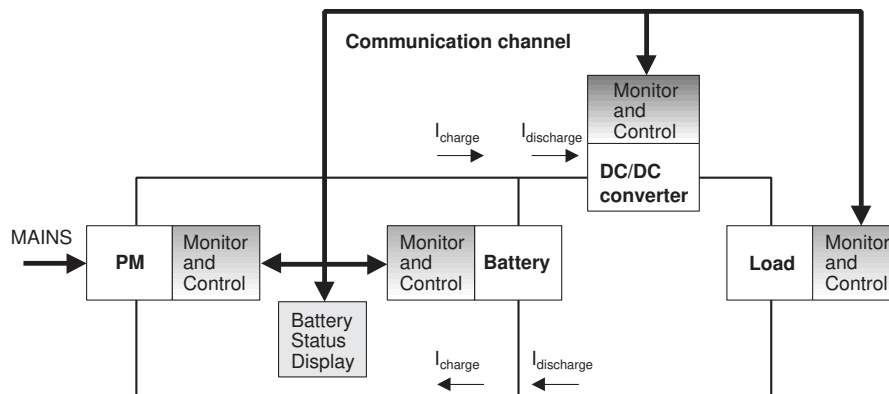 Communication channel
Monitor
and
Control
I_charge
I_discharge
DC/DC
converter
MAINS
PM
Monitor
and
Control
Monitor
and
Control
Battery
Load
Monitor
and
Control
Battery
Status
Display
I_charge
I_discharge